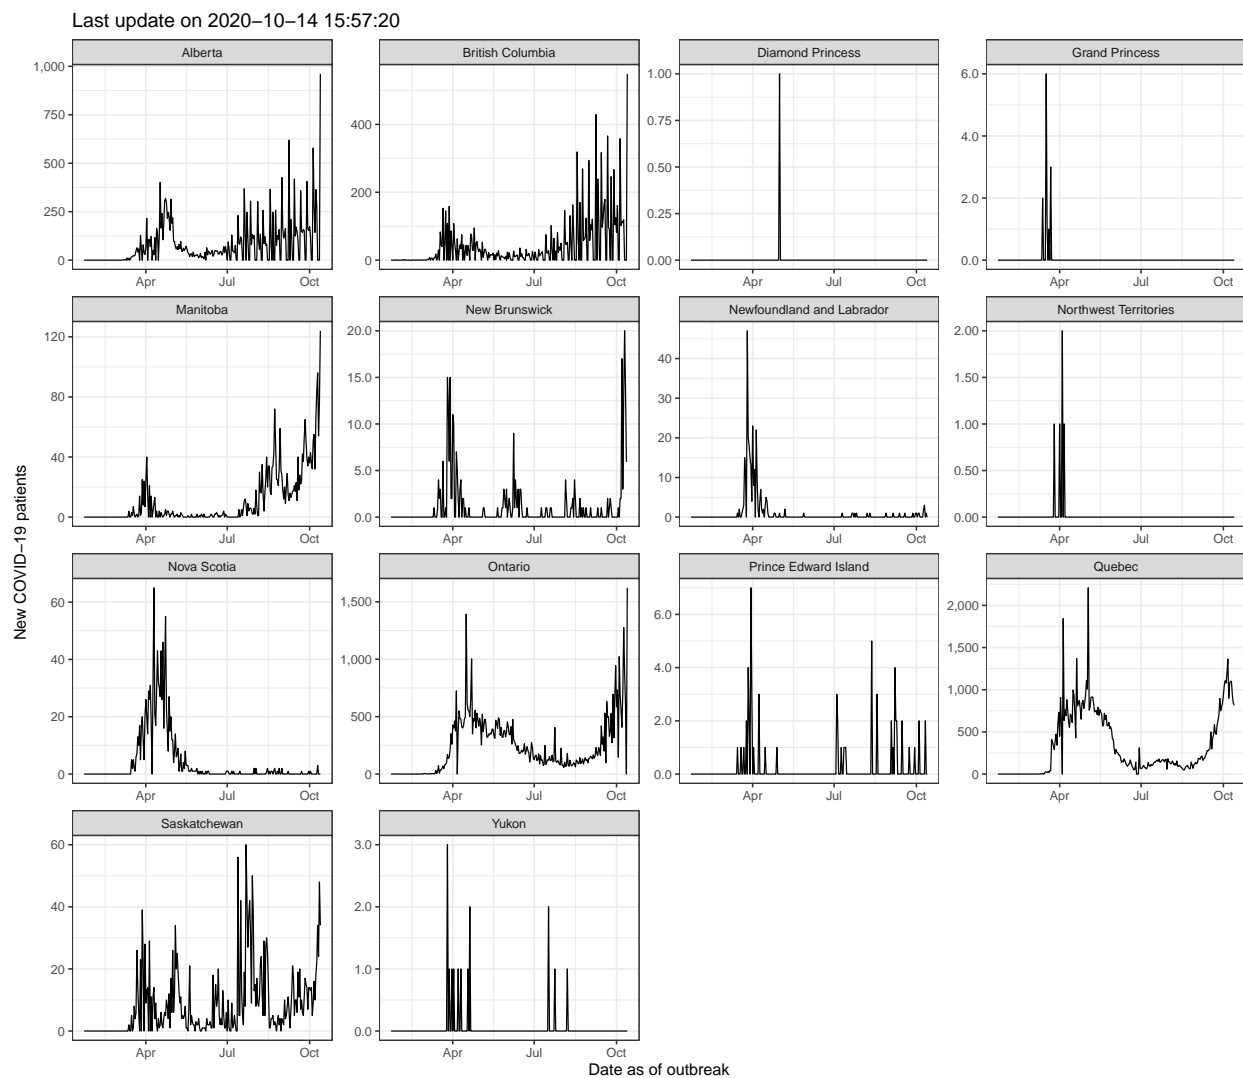 Last update on 2020−10−14 15:57:20
Alberta
British Columbia
Diamond Princess
Grand Princess
1,000
750
500
250
0
400
200
0
1.00
0.75
0.50
0.25
0.00
6.0
4.0
2.0
0.0
Apr Jul Oct
Apr Jul Oct
Apr Jul Oct
Apr Jul Oct
Manitoba
New Brunswick
Newfoundland and Labrador
Northwest Territories
120
80
40
0
20.0
15.0
10.0
5.0
0.0
40
30
20
10
0
2.00
1.50
1.00
0.50
0.00
Apr Jul Oct
Apr Jul Oct
Apr Jul Oct
Apr Jul Oct
New COVID−19 patients
Nova Scotia
Ontario
Prince Edward Island
Quebec
60
40
20
0
1,500
1,000
500
0
6.0
4.0
2.0
0.0
2,000
1,500
1,000
500
0
Apr Jul Oct
Apr Jul Oct
Apr Jul Oct
Apr Jul Oct
Saskatchewan
Yukon
60
40
20
0
3.0
2.0
1.0
0.0
Apr Jul Oct
Apr Jul Oct
Date as of outbreak